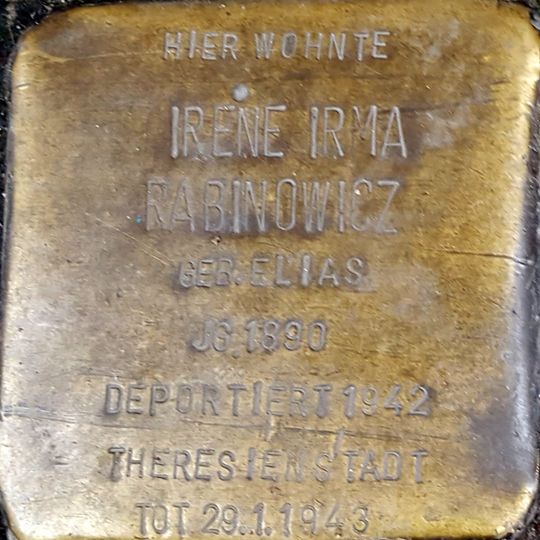 HIER WOHNTE
IRENE IRMA
RABINOWICZ
GEB. ELIAS
JG. 1890
DEPORTIERT 1942
THERESIENSTADT
TOT 29.1.1943